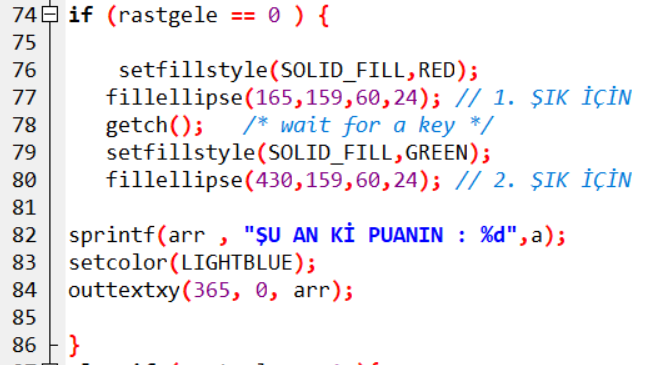 74 if (rastgele == 0 ) {
75
76 setfillstyle(SOLID_FILL,RED);
77 fillellipse(165,159,60,24); // 1. ŞIK İÇİN
78 getch(); /* wait for a key */
79 setfillstyle(SOLID_FILL,GREEN);
80 fillellipse(430,159,60,24); // 2. ŞIK İÇİN
81
82 sprintf(arr , "ŞU AN Kİ PUANIN : %d",a);
83 setcolor(LIGHTBLUE);
84 outtextxy(365, 0, arr);
85
86 }